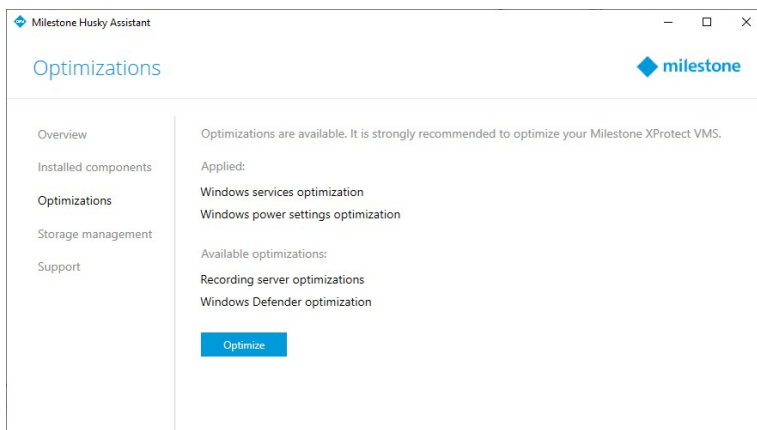 Milestone Husky Assistant
Optimizations
milestone
Overview
Installed components
Optimizations
Storage management
Support
Optimizations are available. It is strongly recommended to optimize your Milestone XProtect VMS.
Applied:
Windows services optimization
Windows power settings optimization
Available optimizations:
Recording server optimizations
Windows Defender optimization
Optimize